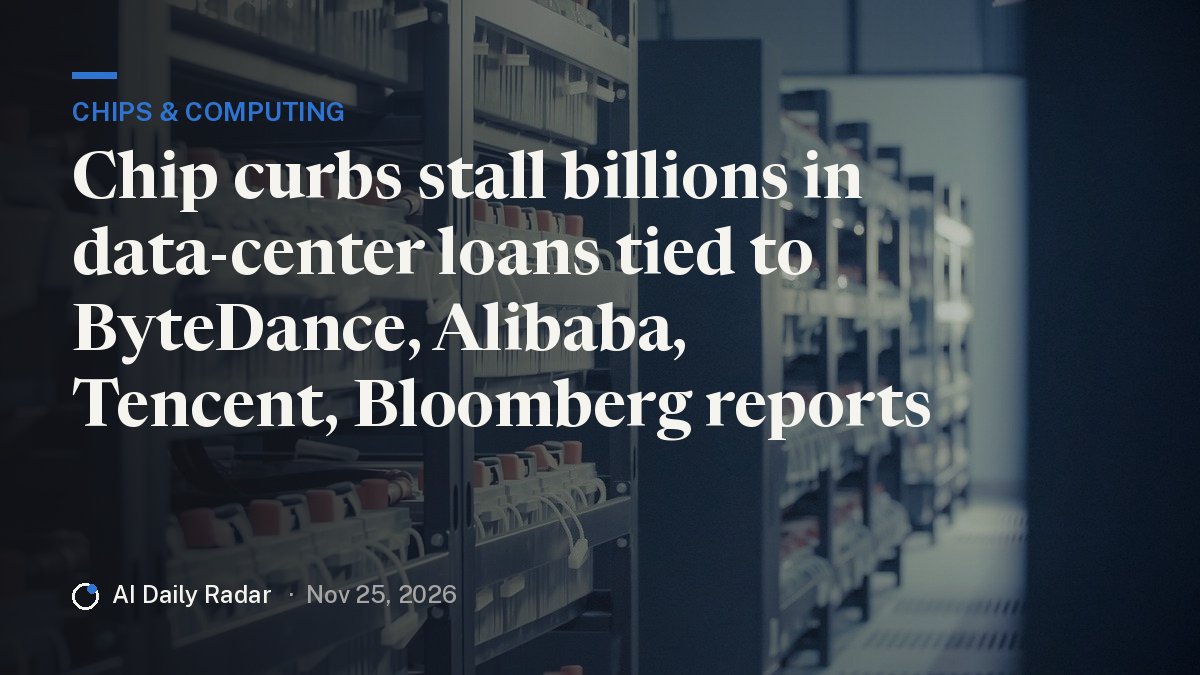 CHIPS & COMPUTING
Chip curbs stall billions in
data-center loans tied to
ByteDance, Alibaba,
Tencent, Bloomberg reports
AI Daily Radar · Nov 25, 2026